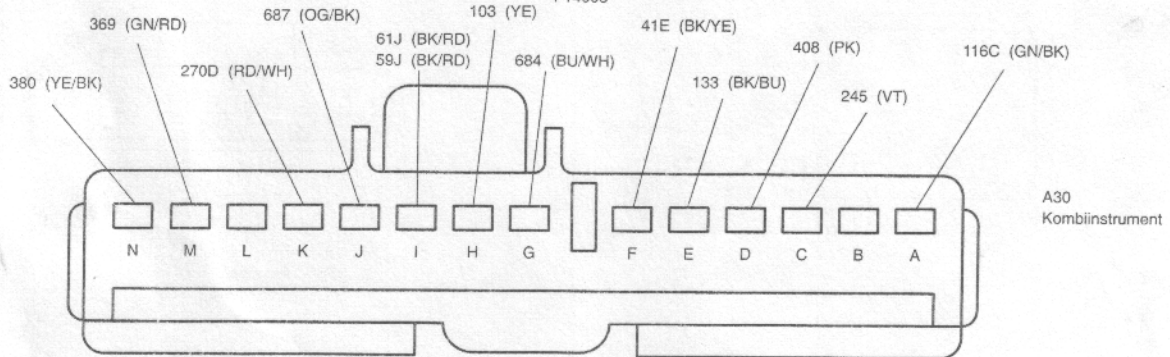 369 (GN/RD)
687 (OG/BK)
103 (YE)
61J (BK/RD)
59J (BK/RD)
41E (BK/YE)
408 (PK)
116C (GN/BK)
380 (YE/BK)
270D (RD/WH)
684 (BU/WH)
133 (BK/BU)
245 (VT)
A30
Kombiinstrument
N M L K J I H G F E D C B A